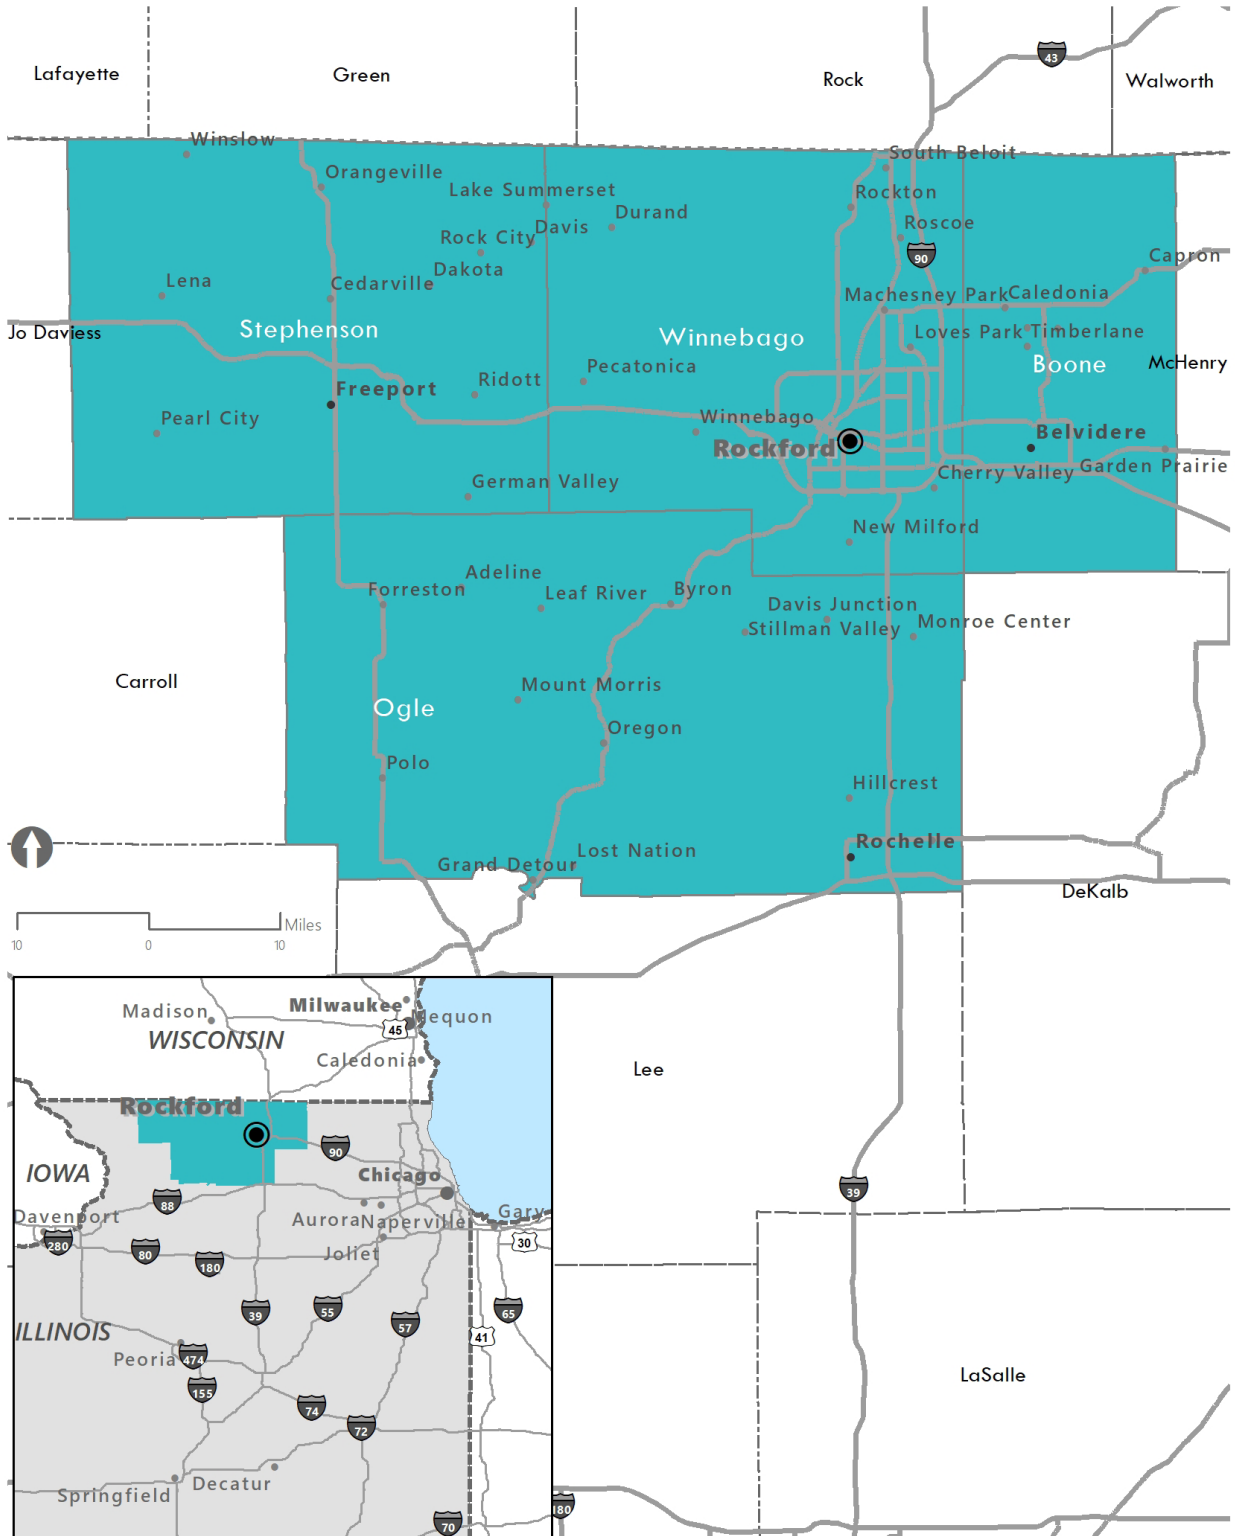 43
Lafayette
Green
Rock
Walworth
Winslow
South Beloit
Orangeville
Lake Summerset
Rockton
Durand
Roscoe
Davis
Rock City
90
Capron
Dakota
Lena
Cedarville
Machesney Park
Caledonia
Jo Daviess
Stephenson
Winnebago
Loves Park
Timberlane
Boone
McHenry
Pecatonica
Ridott
Freeport
Pearl City
Winnebago
Rockford
Belvidere
Garden Prairie
Cherry Valley
German Valley
New Milford
Adeline
Forreston
Leaf River
Byron
Davis Junction
Stillman Valley
Monroe Center
Carroll
Mount Morris
Ogle
Oregon
Polo
Hillcrest
Rochelle
Lost Nation
Grand Detour
DeKalb
Miles
10
0
10
Lee
39
LaSalle
180
Madison
Milwaukee
Mequon
45
WISCONSIN
Caledonia
Rockford
90
IOWA
Chicago
88
Davenport
Aurora
Naperville
Gary
280
80
180
Joliet
30
39
55
57
65
ILLINOIS
41
Peoria
474
155
74
72
Decatur
Springfield
70